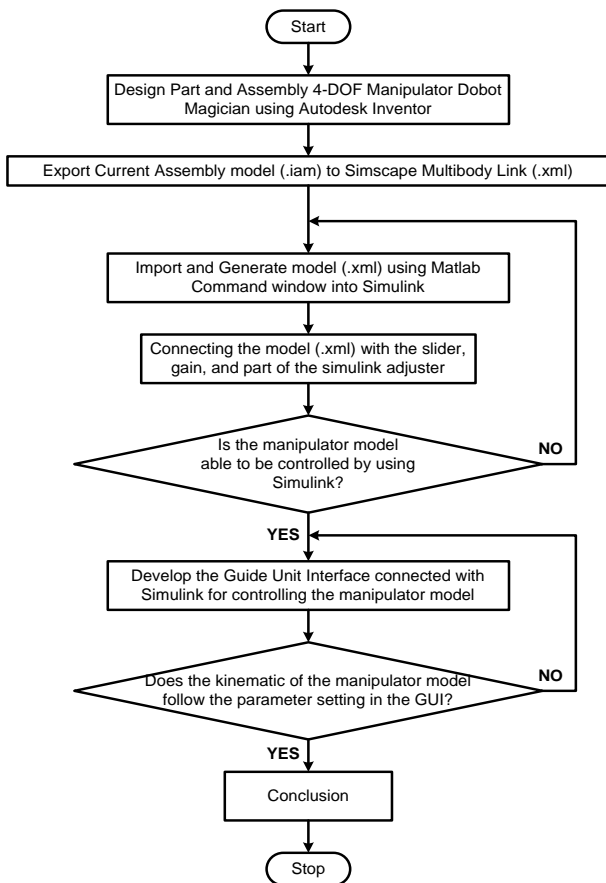 Start
Design Part and Assembly 4-DOF Manipulator Dobot
Magician using Autodesk Inventor
Export Current Assembly model (.iam) to Simscape Multibody Link (.xml)
Import and Generate model (.xml) using Matlab
Command window into Simulink
Connecting the model (.xml) with the slider,
gain, and part of the simulink adjuster
Is the manipulator model
able to be controlled by using
Simulink?
NO
YES
Develop the Guide Unit Interface connected with
Simulink for controlling the manipulator model
Does the kinematic of the manipulator model
follow the parameter setting in the GUI?
NO
YES
Conclusion
Stop